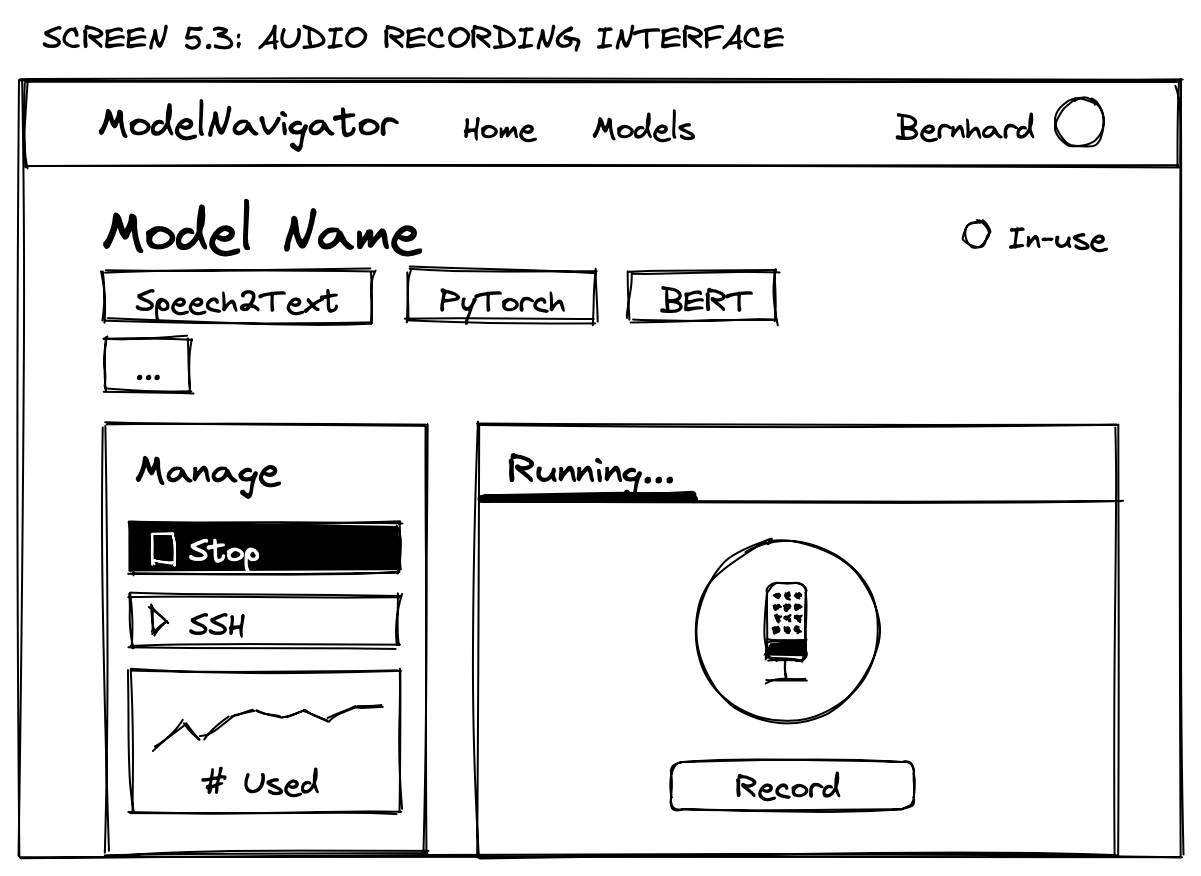 SCREEN 5.3: AUDIO RECORDING INTERFACE
ModelNavigator Home Models Bernhard
Model Name
In-use
Speech2Text PyTorch BERT
...
Manage
Stop
SSH
# Used
Running...
Record